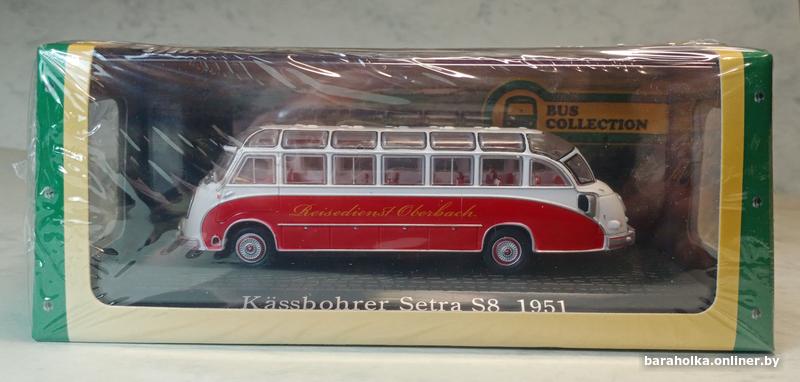 BUS
COLLECTION
Reisedienst Oberbach
Kässbohrer Setra S8 1951
baraholka.onliner.by